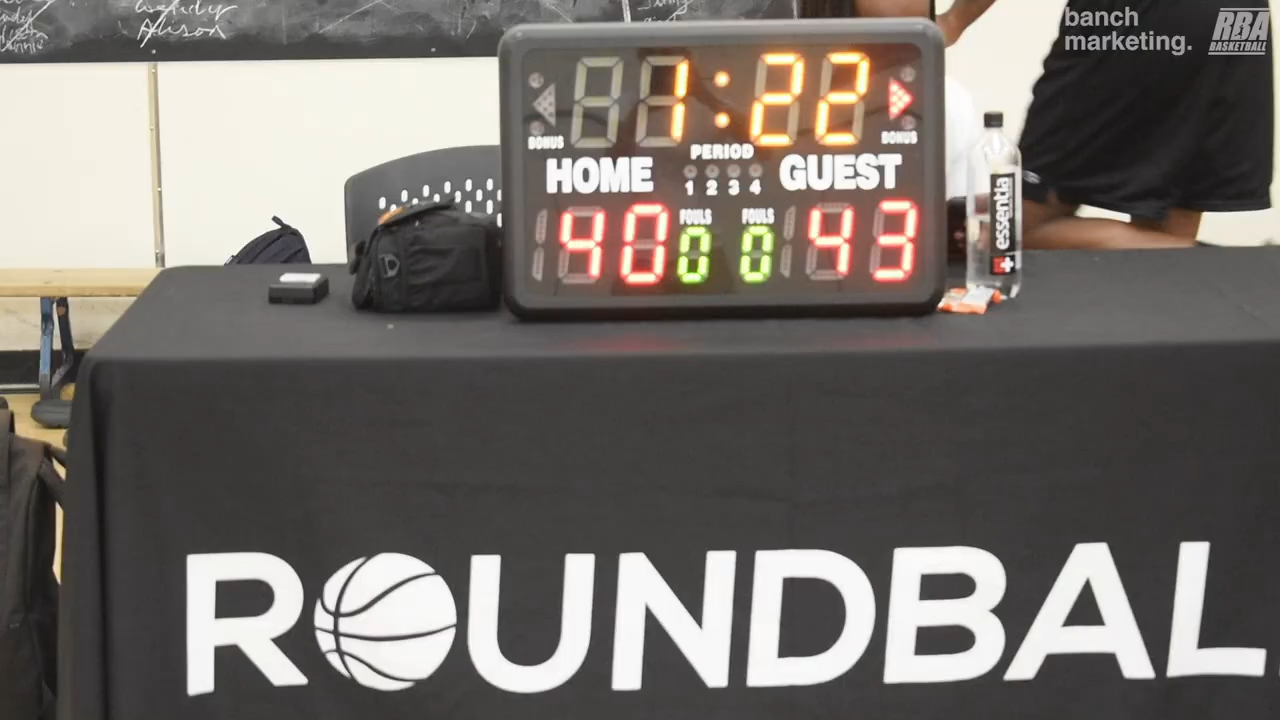 Wendy
Alison
banch
marketing.
RBA
BASKETBALL
1:22
BONUS
BONUS
PERIOD
HOME
GUEST
1 2 3 4
FOULS
FOULS
40
0
0
43
essentia
ROUNDBAL